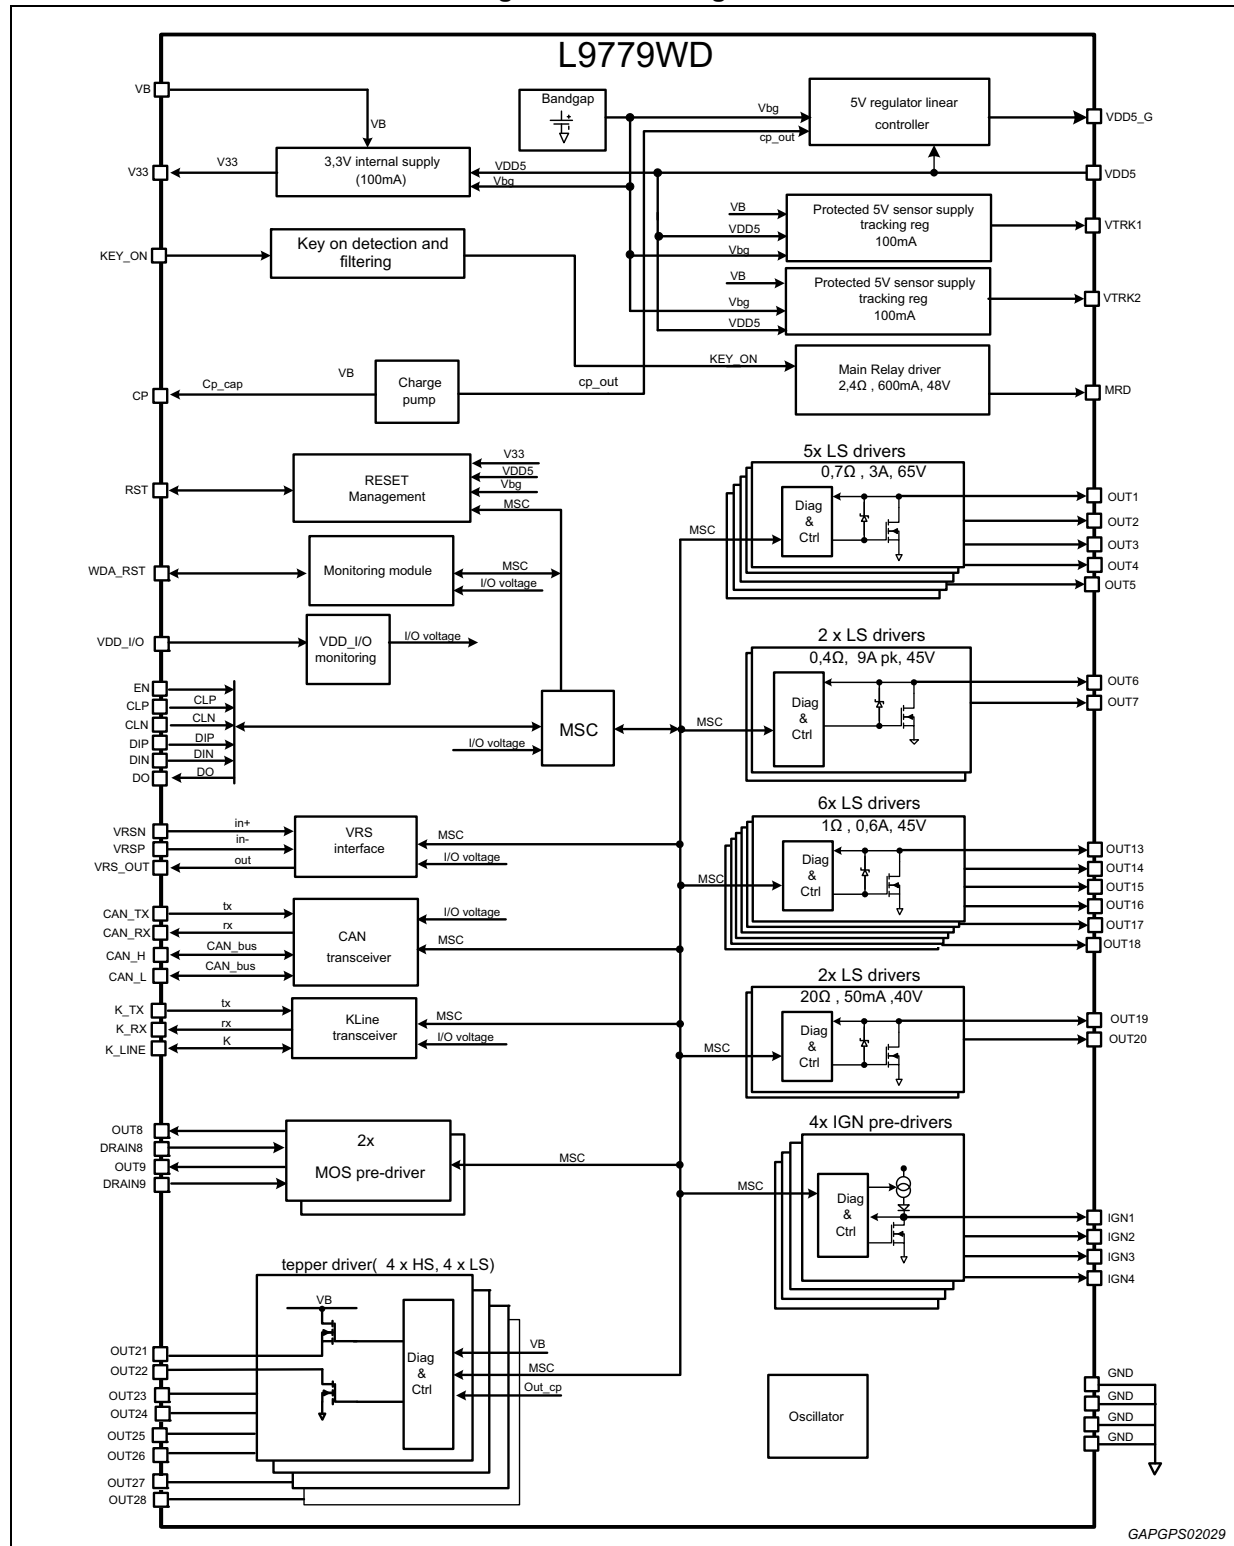 L9779WD
VB
VB
Bandgap
Vbg
cp_out
5V regulator linear
controller
VDD5_G
V33
V33
3,3V internal supply
(100mA)
VDD5
Vbg
VDD5
VB
VDD5
Vbg
Protected 5V sensor supply
tracking reg
100mA
VTRK1
KEY_ON
Key on detection and
filtering
VB
Vbg
VDD5
Protected 5V sensor supply
tracking reg
100mA
VTRK2
KEY_ON
Main Relay driver
2,4Ω , 600mA, 48V
MRD
CP
Cp_cap
VB
Charge
pump
cp_out
RST
RESET
Management
V33
VDD5
Vbg
MSC
5x LS drivers
0,7Ω , 3A, 65V
MSC
Diag
&
Ctrl
OUT1
OUT2
OUT3
OUT4
OUT5
WDA_RST
Monitoring module
MSC
I/O voltage
VDD_I/O
VDD_I/O
monitoring
I/O voltage
2 x LS drivers
0,4Ω, 9A pk, 45V
MSC
Diag
&
Ctrl
OUT6
OUT7
EN
CLP
CLP
CLN
CLN
DIP
DIP
DIN
DIN
DO
DO
I/O voltage
MSC
VRSN
in+
VRSP
in-
VRS_OUT
out
VRS
interface
MSC
I/O voltage
6x LS drivers
1Ω , 0,6A, 45V
MSC
Diag
&
Ctrl
OUT13
OUT14
OUT15
OUT16
OUT17
OUT18
CAN_TX
tx
CAN_RX
rx
CAN_H
CAN_bus
CAN_L
CAN_bus
CAN
transceiver
I/O voltage
MSC
K_TX
tx
K_RX
rx
K_LINE
K
KLine
transceiver
MSC
I/O voltage
2x LS drivers
20Ω , 50mA ,40V
MSC
Diag
&
Ctrl
OUT19
OUT20
OUT8
DRAIN8
OUT9
DRAIN9
2x
MOS pre-driver
MSC
4x IGN pre-drivers
MSC
Diag
&
Ctrl
IGN1
IGN2
IGN3
IGN4
tepper driver( 4 x HS, 4 x LS)
VB
Diag
&
Ctrl
VB
MSC
Out_cp
OUT21
OUT22
OUT23
OUT24
OUT25
OUT26
OUT27
OUT28
Oscillator
GND
GND
GND
GND
GAPGPS02029